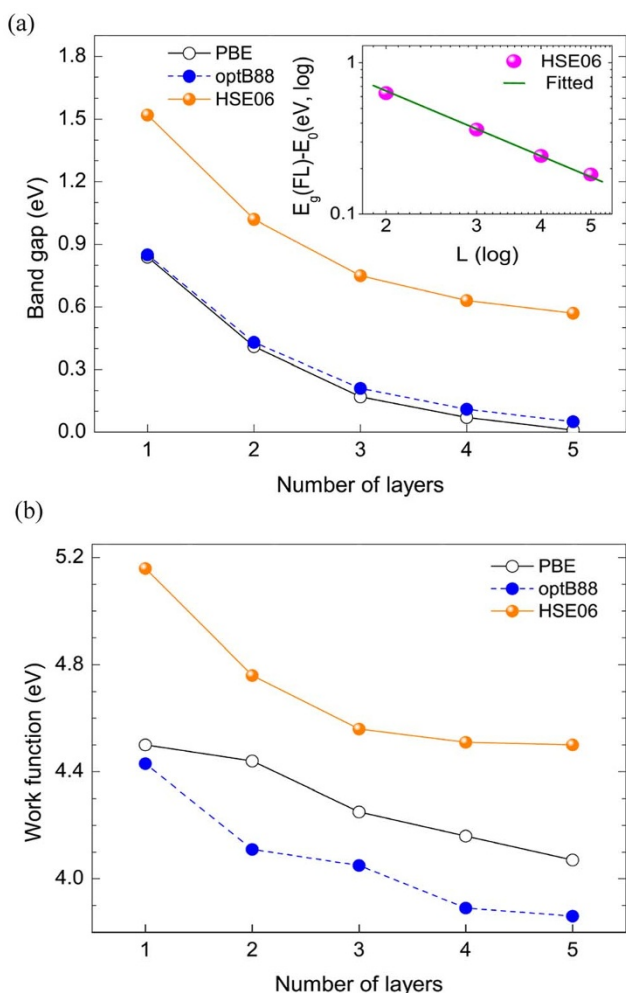 (a)
1.8
1.5
1.2
0.9
0.6
0.3
0.0
Band gap (eV)
PBE
optB88
HSE06
1
0.1
E_g(FL)-E_0(eV, log)
HSE06
Fitted
2 3 4 5
L (log)
1 2 3 4 5
Number of layers
(b)
5.2
4.8
4.4
4.0
Work function (eV)
PBE
optB88
HSE06
1 2 3 4 5
Number of layers